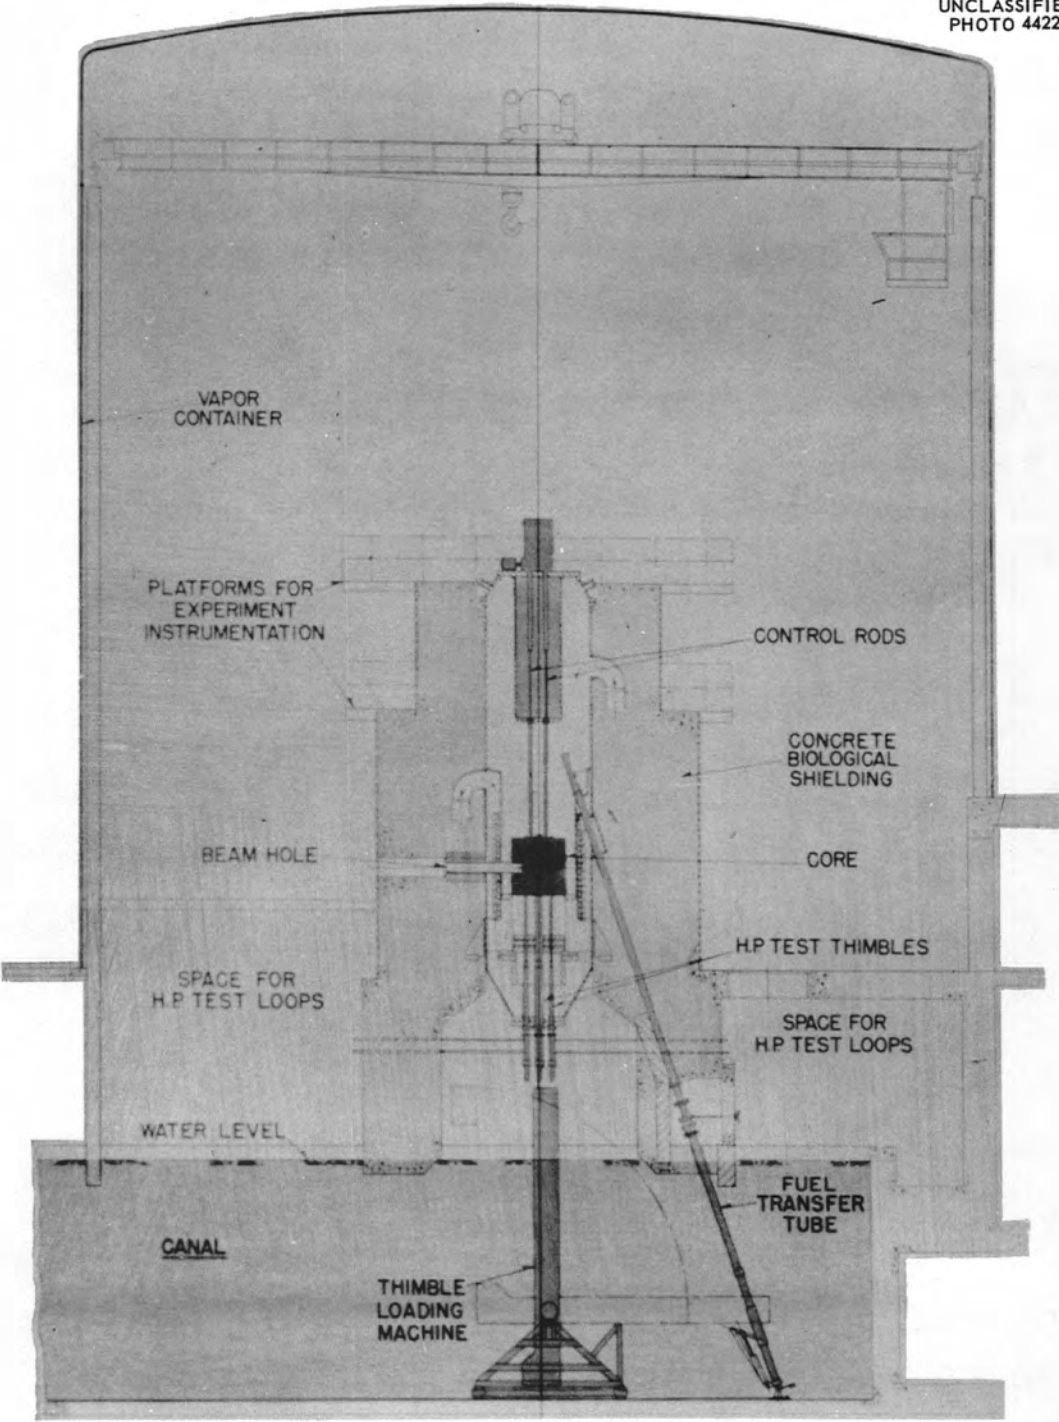 UNCLASSIFIE
PHOTO 4422
VAPOR
CONTAINER
PLATFORMS FOR
EXPERIMENT
INSTRUMENTATION
CONTROL RODS
CONCRETE
BIOLOGICAL
SHIELDING
BEAM HOLE
CORE
H.P TEST THIMBLES
SPACE FOR
H.P TEST LOOPS
SPACE FOR
H.P TEST LOOPS
WATER LEVEL
FUEL
TRANSFER
TUBE
CANAL
THIMBLE
LOADING
MACHINE